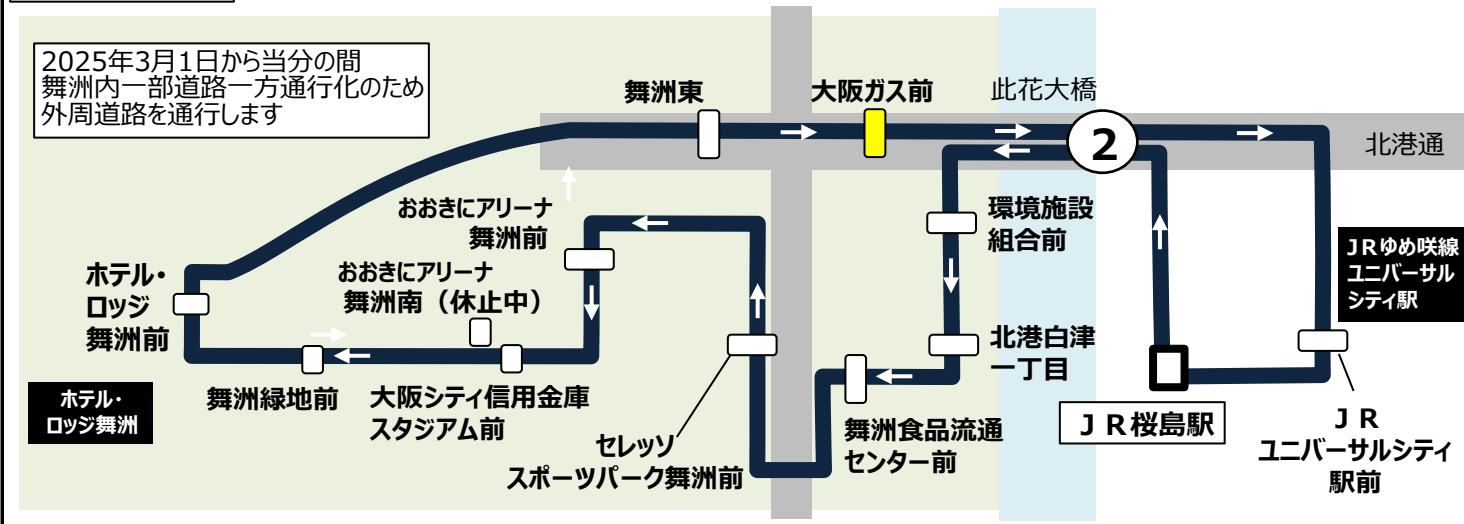 2025年3月1日から当分の間
舞洲内一部道路一方通行化のため
外周道路を通行します
舞洲東
大阪ガス前
此花大橋
2
北港通
おおきにアリーナ
舞洲前
環境施設
組合前
JRゆめ咲線
ユニバーサル
シティ駅
ホテル・
ロッジ
舞洲前
おおきにアリーナ
舞洲南（休止中）
北港白津
一丁目
ホテル・
ロッジ舞洲
舞洲緑地前
大阪シティ信用金庫
スタジアム前
セレッソ
スポーツパーク舞洲前
舞洲食品流通
センター前
ＪＲ桜島駅
ＪＲ
ユニバーサルシティ
駅前